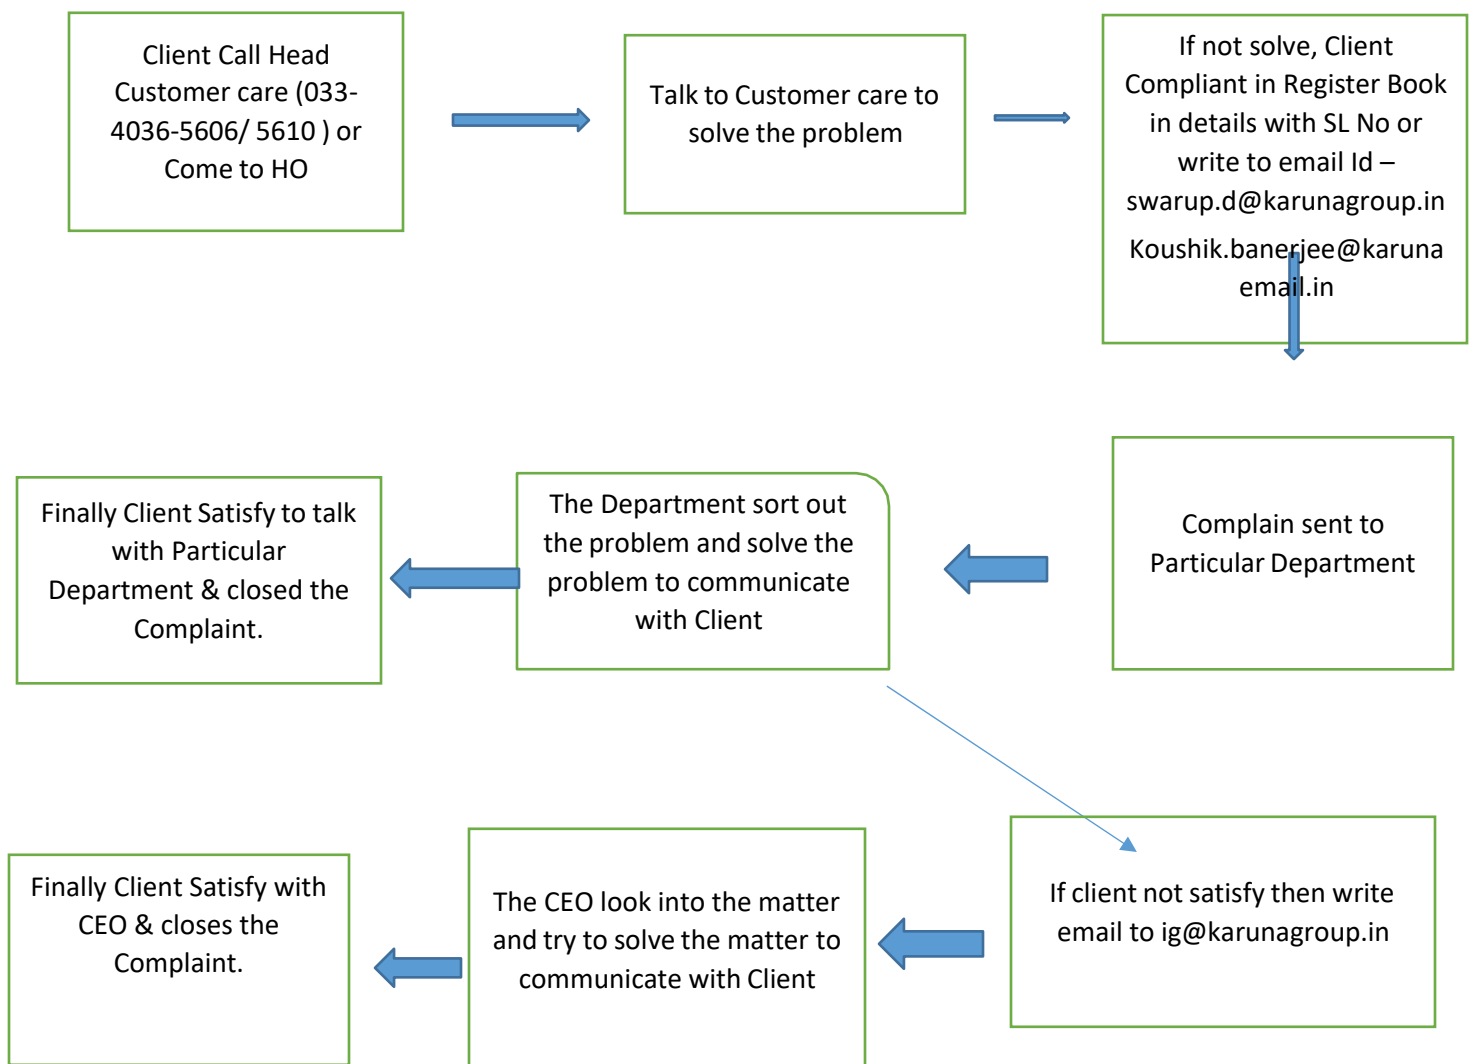 Client Call Head
Customer care (033-
4036-5606/ 5610 ) or
Come to HO
Talk to Customer care to
solve the problem
If not solve, Client
Compliant in Register Book
in details with SL No or
write to email Id –
swarup.d@karunagroup.in
Koushik.banerjee@karuna
email.in
Complain sent to
Particular Department
The Department sort out
the problem and solve the
problem to communicate
with Client
Finally Client Satisfy to talk
with Particular
Department & closed the
Complaint.
If client not satisfy then write
email to ig@karunagroup.in
The CEO look into the matter
and try to solve the matter to
communicate with Client
Finally Client Satisfy with
CEO & closes the
Complaint.